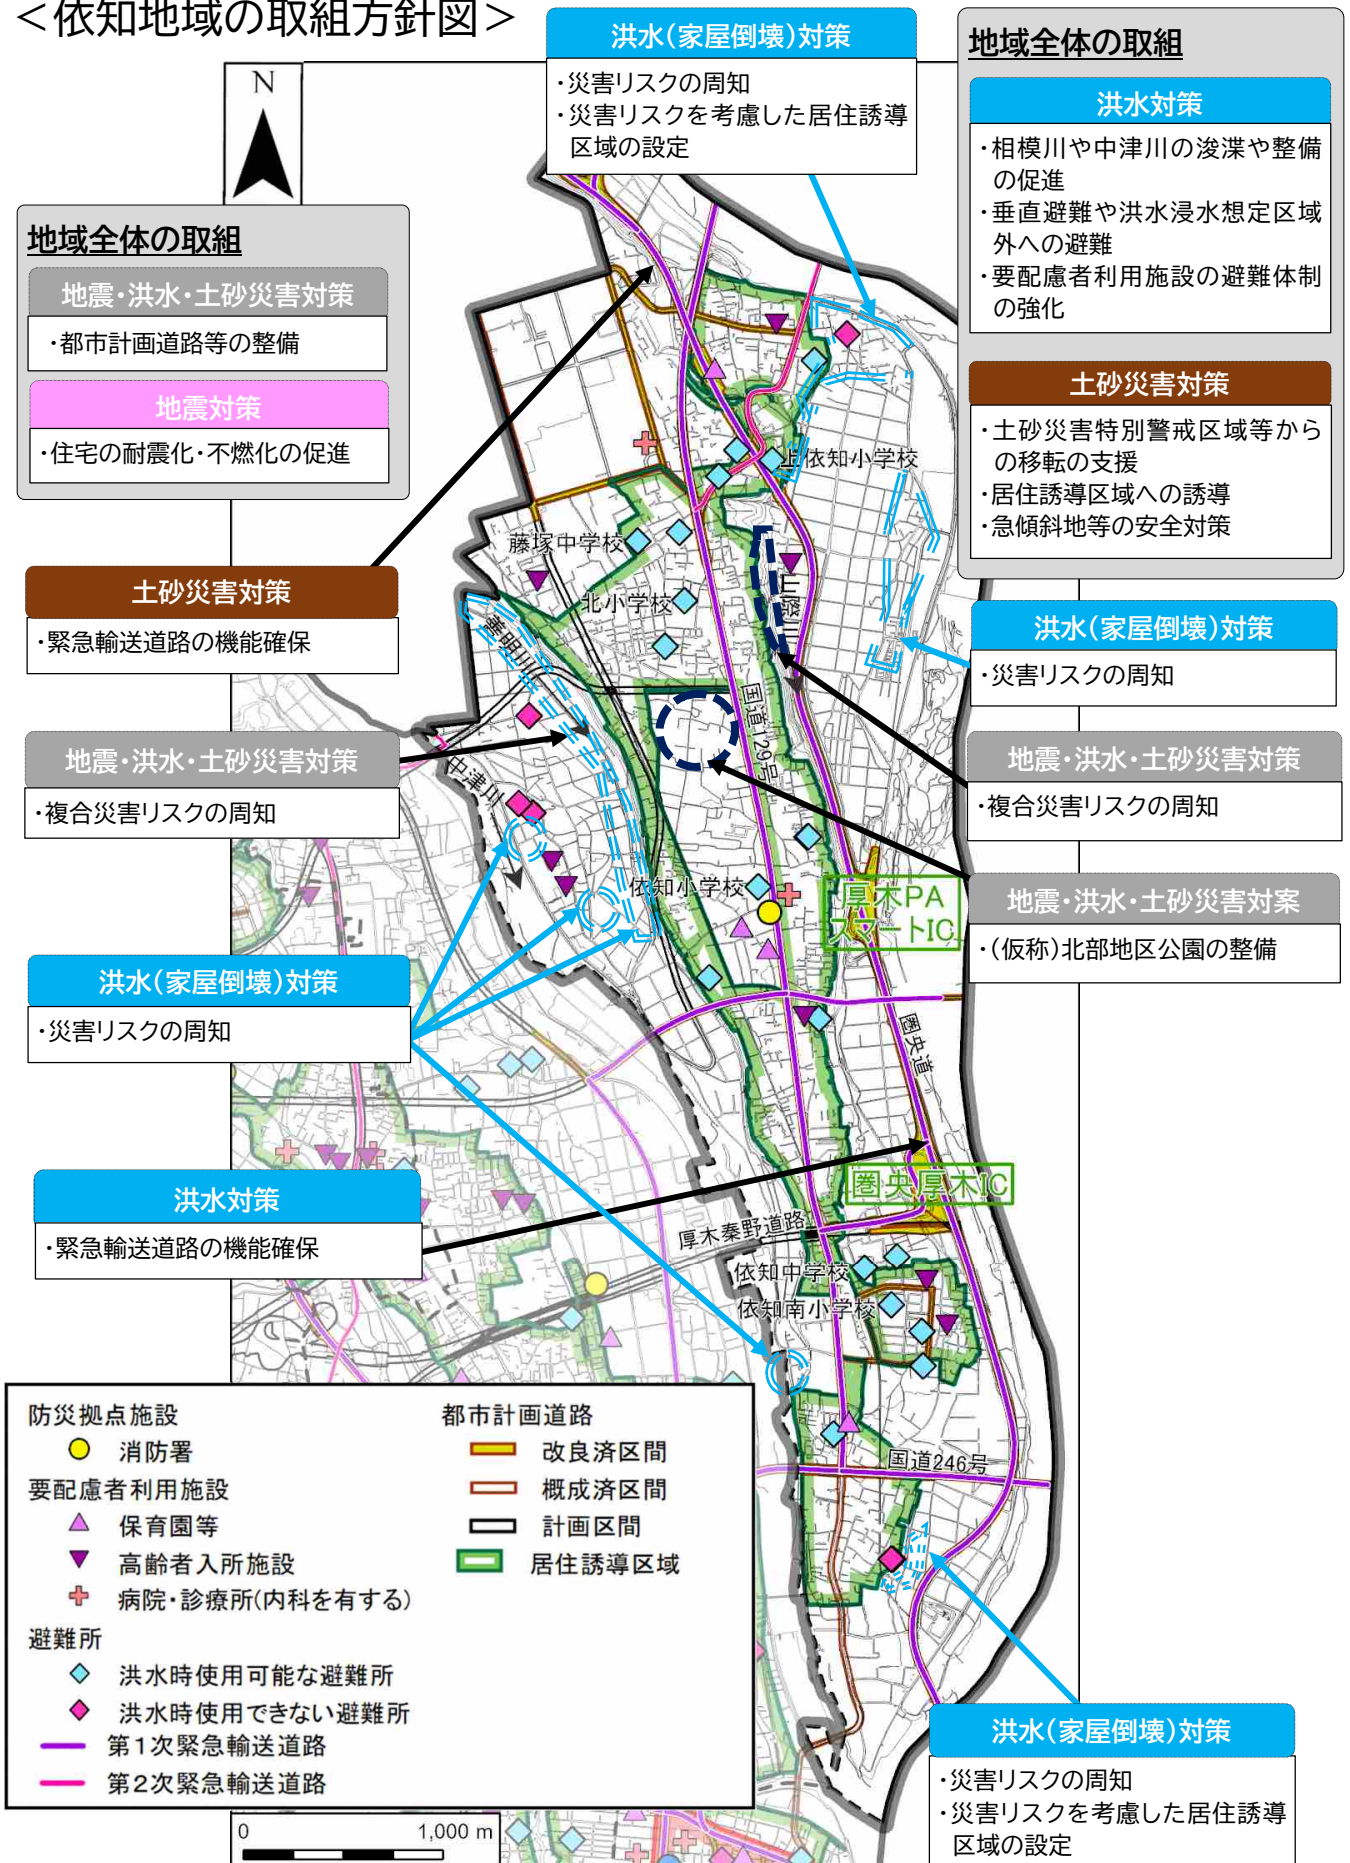 ＜依知地域の取組方針図＞
洪水(家屋倒壊)対策
・災害リスクの周知
・災害リスクを考慮した居住誘導
区域の設定
地域全体の取組
洪水対策
・相模川や中津川の浚渫や整備
の促進
・垂直避難や洪水浸水想定区域
外への避難
・要配慮者利用施設の避難体制
の強化
土砂災害対策
・土砂災害特別警戒区域等から
の移転の支援
・居住誘導区域への誘導
・急傾斜地等の安全対策
N
地域全体の取組
地震・洪水・土砂災害対策
・都市計画道路等の整備
地震対策
・住宅の耐震化・不燃化の促進
土砂災害対策
・緊急輸送道路の機能確保
地震・洪水・土砂災害対策
・複合災害リスクの周知
洪水(家屋倒壊)対策
・災害リスクの周知
洪水対策
・緊急輸送道路の機能確保
洪水(家屋倒壊)対策
・災害リスクの周知
地震・洪水・土砂災害対策
・複合災害リスクの周知
地震・洪水・土砂災害対案
・(仮称)北部地区公園の整備
上依知小学校
藤塚中学校
北小学校
善明川
山際川
国道129号
中津川
依知小学校
厚木PA
スマートIC
圏央道
圏央厚木IC
厚木秦野道路
依知中学校
依知南小学校
国道246号
防災拠点施設
消防署
要配慮者利用施設
保育園等
高齢者入所施設
病院・診療所(内科を有する)
避難所
洪水時使用可能な避難所
洪水時使用できない避難所
第1次緊急輸送道路
第2次緊急輸送道路
都市計画道路
改良済区間
概成済区間
計画区間
居住誘導区域
0 1,000 m
洪水(家屋倒壊)対策
・災害リスクの周知
・災害リスクを考慮した居住誘導
区域の設定